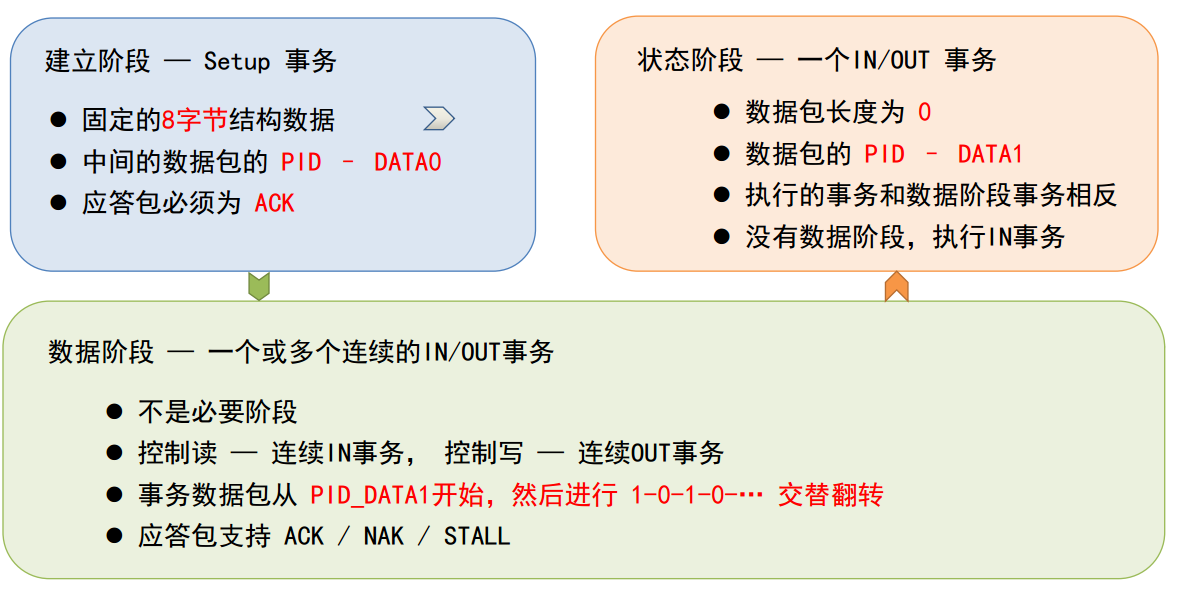 建立阶段 — Setup 事务
● 固定的8字节结构数据
● 中间的数据包的 PID - DATA0
● 应答包必须为 ACK
状态阶段 — 一个IN/OUT 事务
● 数据包长度为 0
● 数据包的 PID - DATA1
● 执行的事务和数据阶段事务相反
● 没有数据阶段，执行IN事务
数据阶段 — 一个或多个连续的IN/OUT事务
● 不是必要阶段
● 控制读 — 连续IN事务， 控制写 — 连续OUT事务
● 事务数据包从 PID_DATA1开始，然后进行 1-0-1-0-… 交替翻转
● 应答包支持 ACK / NAK / STALL